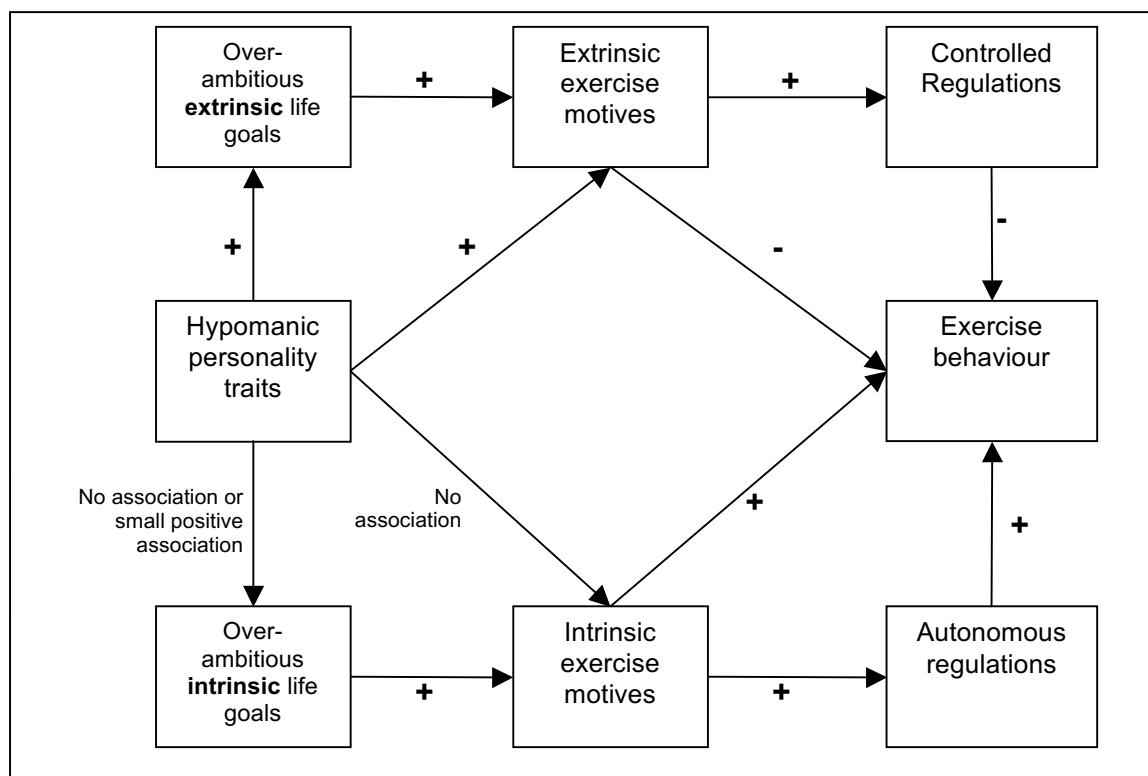 Over-
ambitious
extrinsic life
goals
+
Extrinsic
exercise
motives
+
Controlled
Regulations
+
+
-
-
Hypomanic
personality
traits
Exercise
behaviour
No association or
small positive
association
No
association
+
+
Over-
ambitious
intrinsic life
goals
+
Intrinsic
exercise
motives
+
Autonomous
regulations